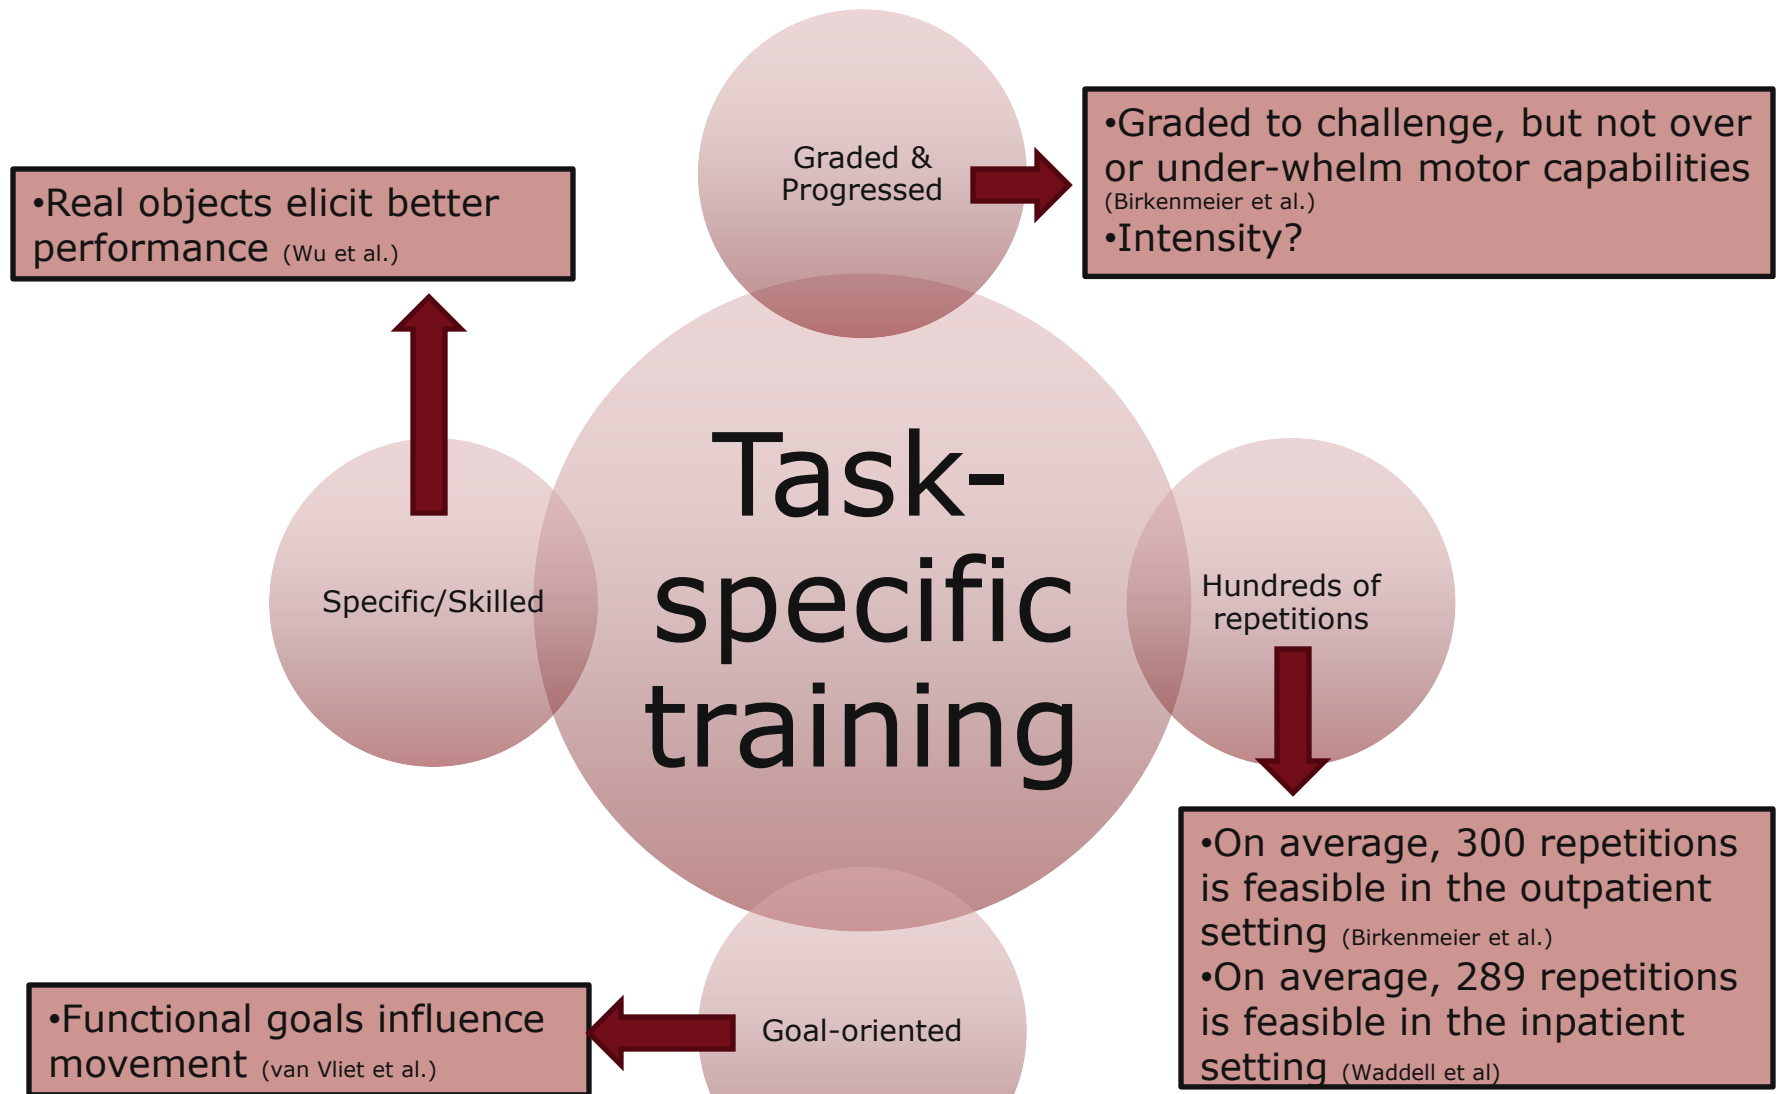 Graded &
Progressed
•Graded to challenge, but not over
or under-whelm motor capabilities
(Birkenmeier et al.)
•Intensity?
•Real objects elicit better
performance (Wu et al.)
Task-
specific
training
Specific/Skilled
Hundreds of
repetitions
•On average, 300 repetitions
is feasible in the outpatient
setting (Birkenmeier et al.)
•On average, 289 repetitions
is feasible in the inpatient
setting (Waddell et al)
Goal-oriented
•Functional goals influence
movement (van Vliet et al.)